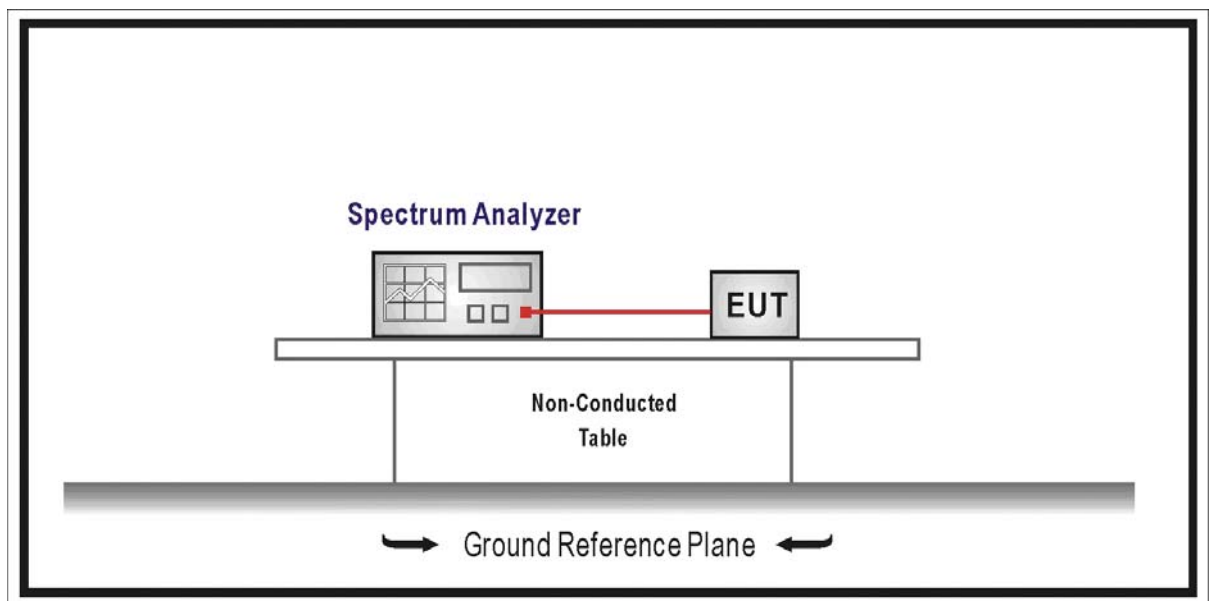 Spectrum Analyzer
EUT
Non-Conducted
Table
Ground Reference Plane